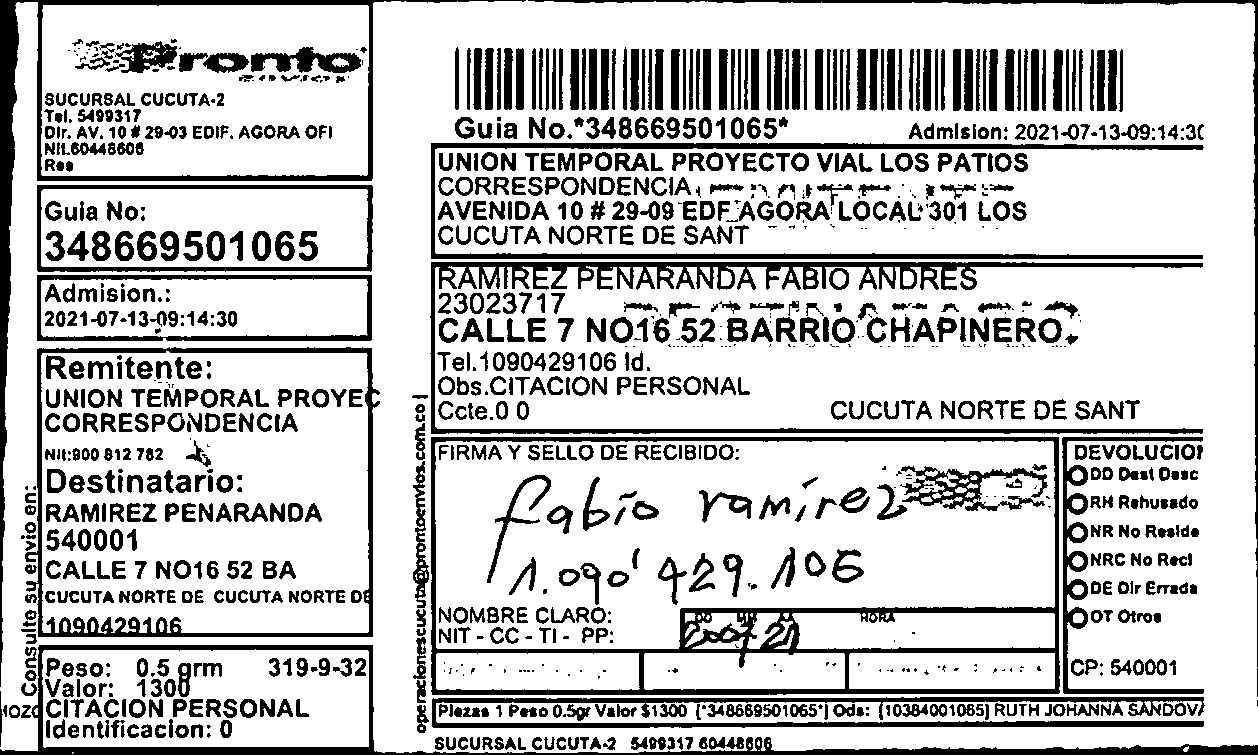 Pronto
envios
SUCURSAL CUCUTA-2
Tel. 5499317
Dir. AV. 10 # 29-03 EDIF. AGORA OFI
Nit.60448606
Res
Guia No:
348669501065
Admision.:
2021-07-13-09:14:30
Remitente:
UNION TEMPORAL PROYEC
CORRESPONDENCIA
Nit:900 812 782
Destinatario:
RAMIREZ PENARANDA
540001
CALLE 7 NO16 52 BA
CUCUTA NORTE DE CUCUTA NORTE DE
1090429106
Peso: 0.5 grm 319-9-32
Valor: 1300
CITACION PERSONAL
Identificacion: 0
Consulte su envio en:
operacionescucuta@prontoenvios.com.co |
Guia No.*348669501065*
Admision: 2021-07-13-09:14:30
UNION TEMPORAL PROYECTO VIAL LOS PATIOS
CORRESPONDENCIA
AVENIDA 10 # 29-09 EDF AGORA LOCAL 301 LOS
CUCUTA NORTE DE SANT
RAMIREZ PENARANDA FABIO ANDRES
23023717
CALLE 7 NO16 52 BARRIO CHAPINERO.
Tel.1090429106 Id.
Obs.CITACION PERSONAL
Ccte.0 0 CUCUTA NORTE DE SANT
FIRMA Y SELLO DE RECIBIDO:
fabio ramirez
1.090'429.106
NOMBRE CLARO:
NIT - CC - TI - PP:
DD MM AA HORA
DEVOLUCION
DD Dest Desc
RH Rehusado
NR No Reside
NRC No Recl
DE Dir Errada
OT Otros
CP: 540001
Piezas 1 Peso 0.5gr Valor $1300 [*348669501065*] Ods: [10384001065] RUTH JOHANNA SANDOVA
SUCURSAL CUCUTA-2 5499317 60448606